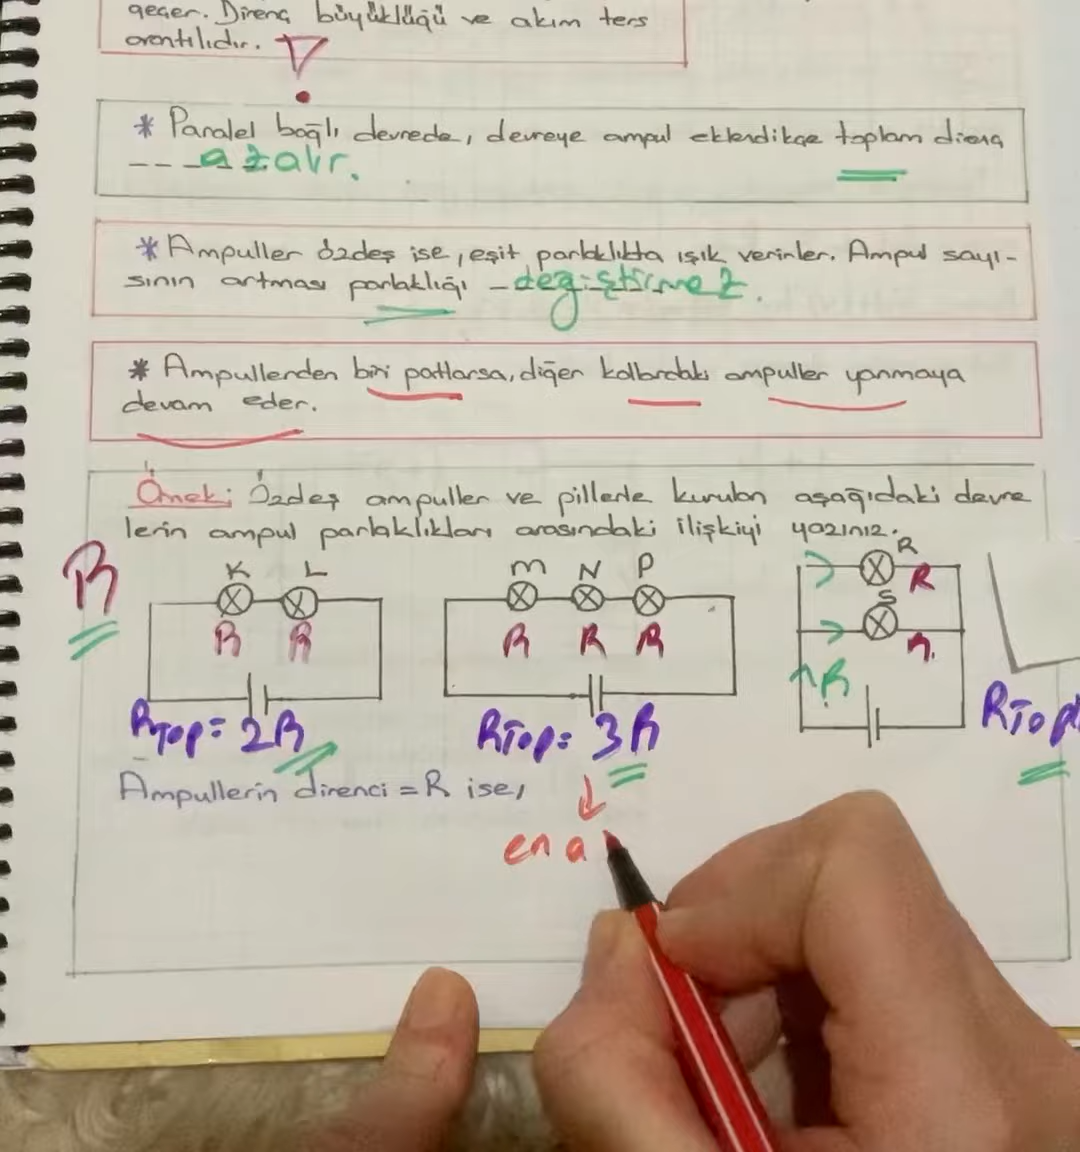 geçer. Direnç büyüklüğü ve akım ters
orantılıdır. !
* Paralel bağlı devrede, devreye ampul eklendikçe toplam direnç
--- azalır.
* Ampuller özdeş ise, eşit parlaklıkta ışık verirler. Ampul sayı-
sının artması parlaklığı - değiştirmez.
* Ampullerden biri patlarsa, diğer kollardaki ampuller yanmaya
devam eder.
Örnek: Özdeş ampuller ve pillerle kurulan aşağıdaki devre
lerin ampul parlaklıkları arasındaki ilişkiyi yazınız.
R K L M N P R
S
R R R R R R R
R
RTop= 2R RTop= 3R RTop
Ampullerin direnci = R ise,
en a